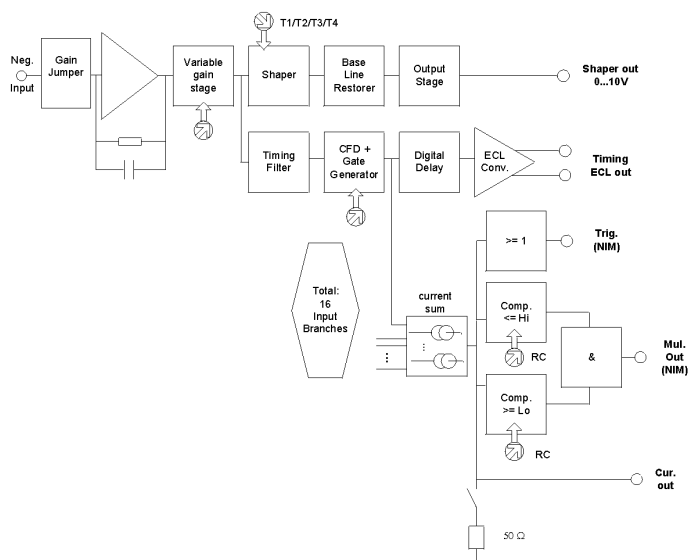 T1/T2/T3/T4
Neg.
Input
Gain
Jumper
Variable
gain
stage
Shaper
Base
Line
Restorer
Output
Stage
Shaper out
0...10V
Timing
Filter
CFD +
Gate
Generator
Digital
Delay
ECL
Conv.
Timing
ECL out
>= 1
Trig.
(NIM)
Total:
16
Input
Branches
current
sum
...
...
Comp.
<= Hi
RC
&
Mul.
Out
(NIM)
Comp.
>= Lo
RC
Cur.
out
50 Ω